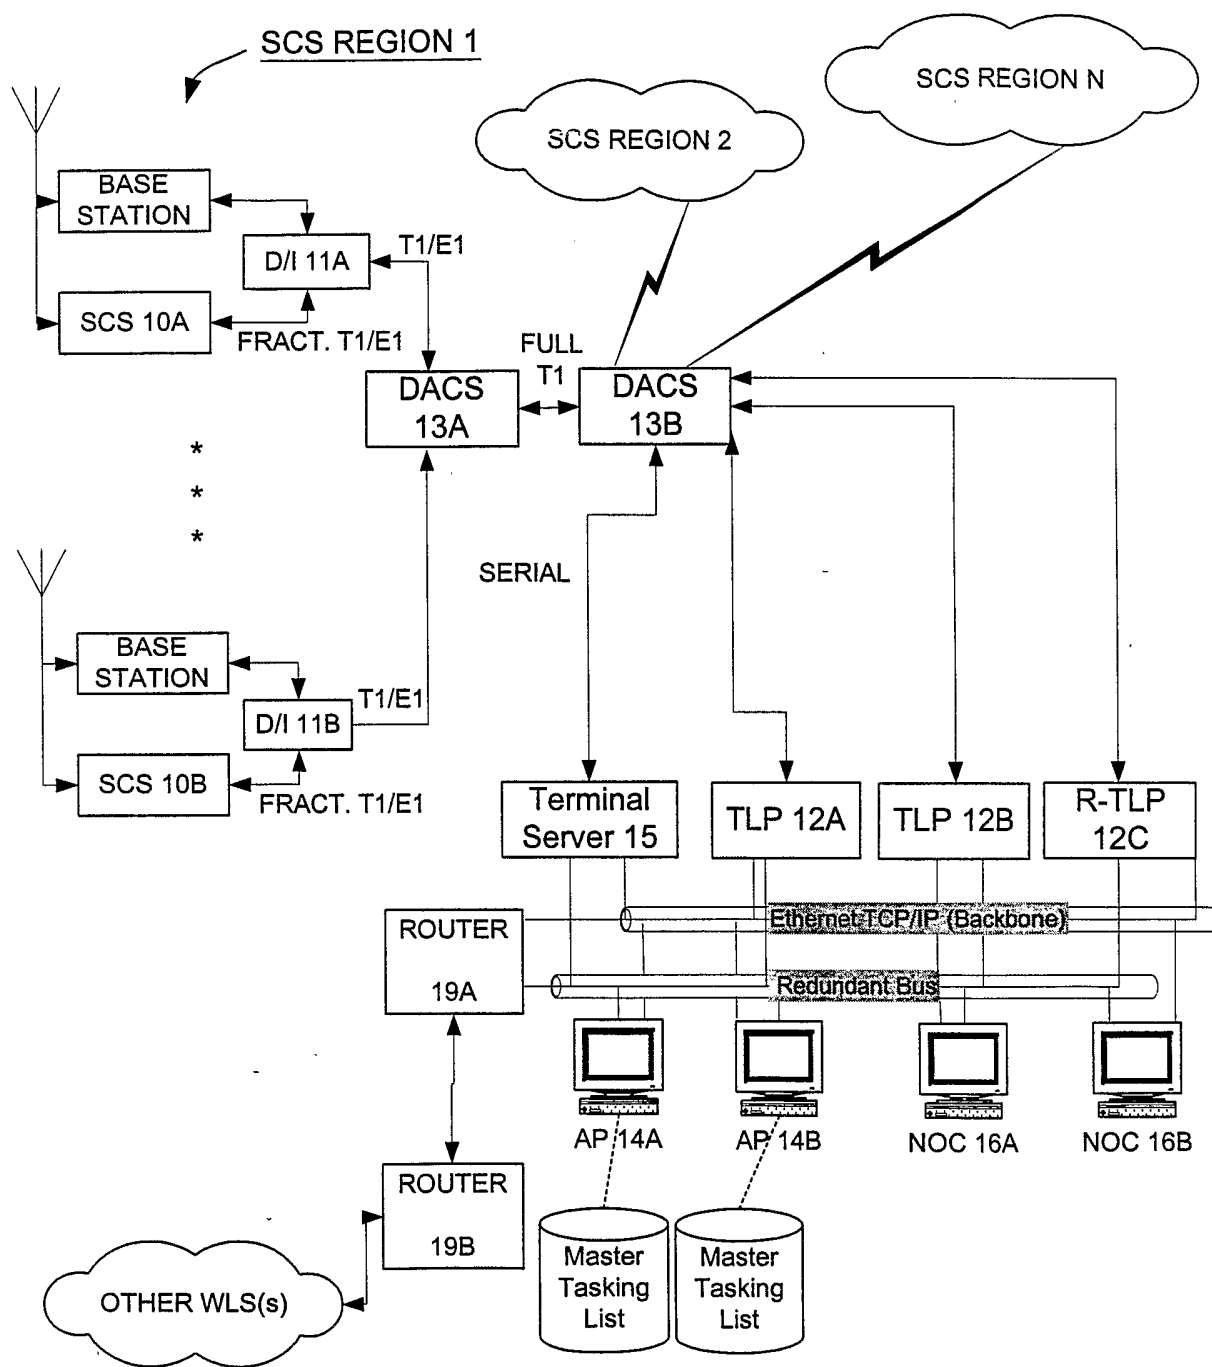 SCS REGION 1
SCS REGION 2
SCS REGION N
BASE
STATION
D/I 11A
T1/E1
SCS 10A
FRACT. T1/E1
DACS
13A
FULL
T1
DACS
13B
*
*
*
SERIAL
BASE
STATION
D/I 11B
T1/E1
SCS 10B
FRACT. T1/E1
Terminal
Server 15
TLP 12A
TLP 12B
R-TLP
12C
Ethernet TCP/IP (Backbone)
ROUTER
19A
Redundant Bus
AP 14A
AP 14B
NOC 16A
NOC 16B
ROUTER
19B
Master
Tasking
List
Master
Tasking
List
OTHER WLS(s)